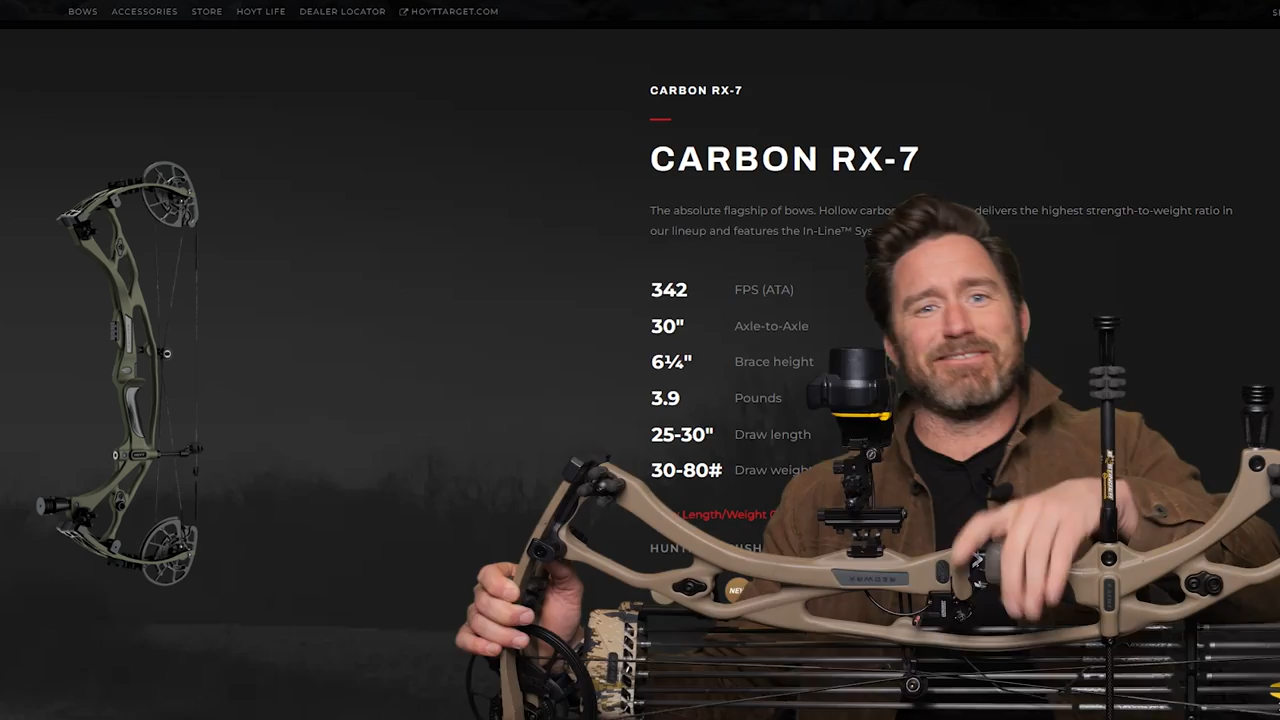 BOWS ACCESSORIES STORE HOYT LIFE DEALER LOCATOR HOYTTARGET.COM
CARBON RX-7
CARBON RX-7
The absolute flagship of bows. Hollow delivers the highest strength-to-weight ratio in
our lineup and features the In-Line™
342 FPS (ATA)
30" Axle-to-Axle
6¼" Brace height
3.9 Pounds
25-30" Draw length
30-80# Draw
Length/Weight
NEW
REDWRX